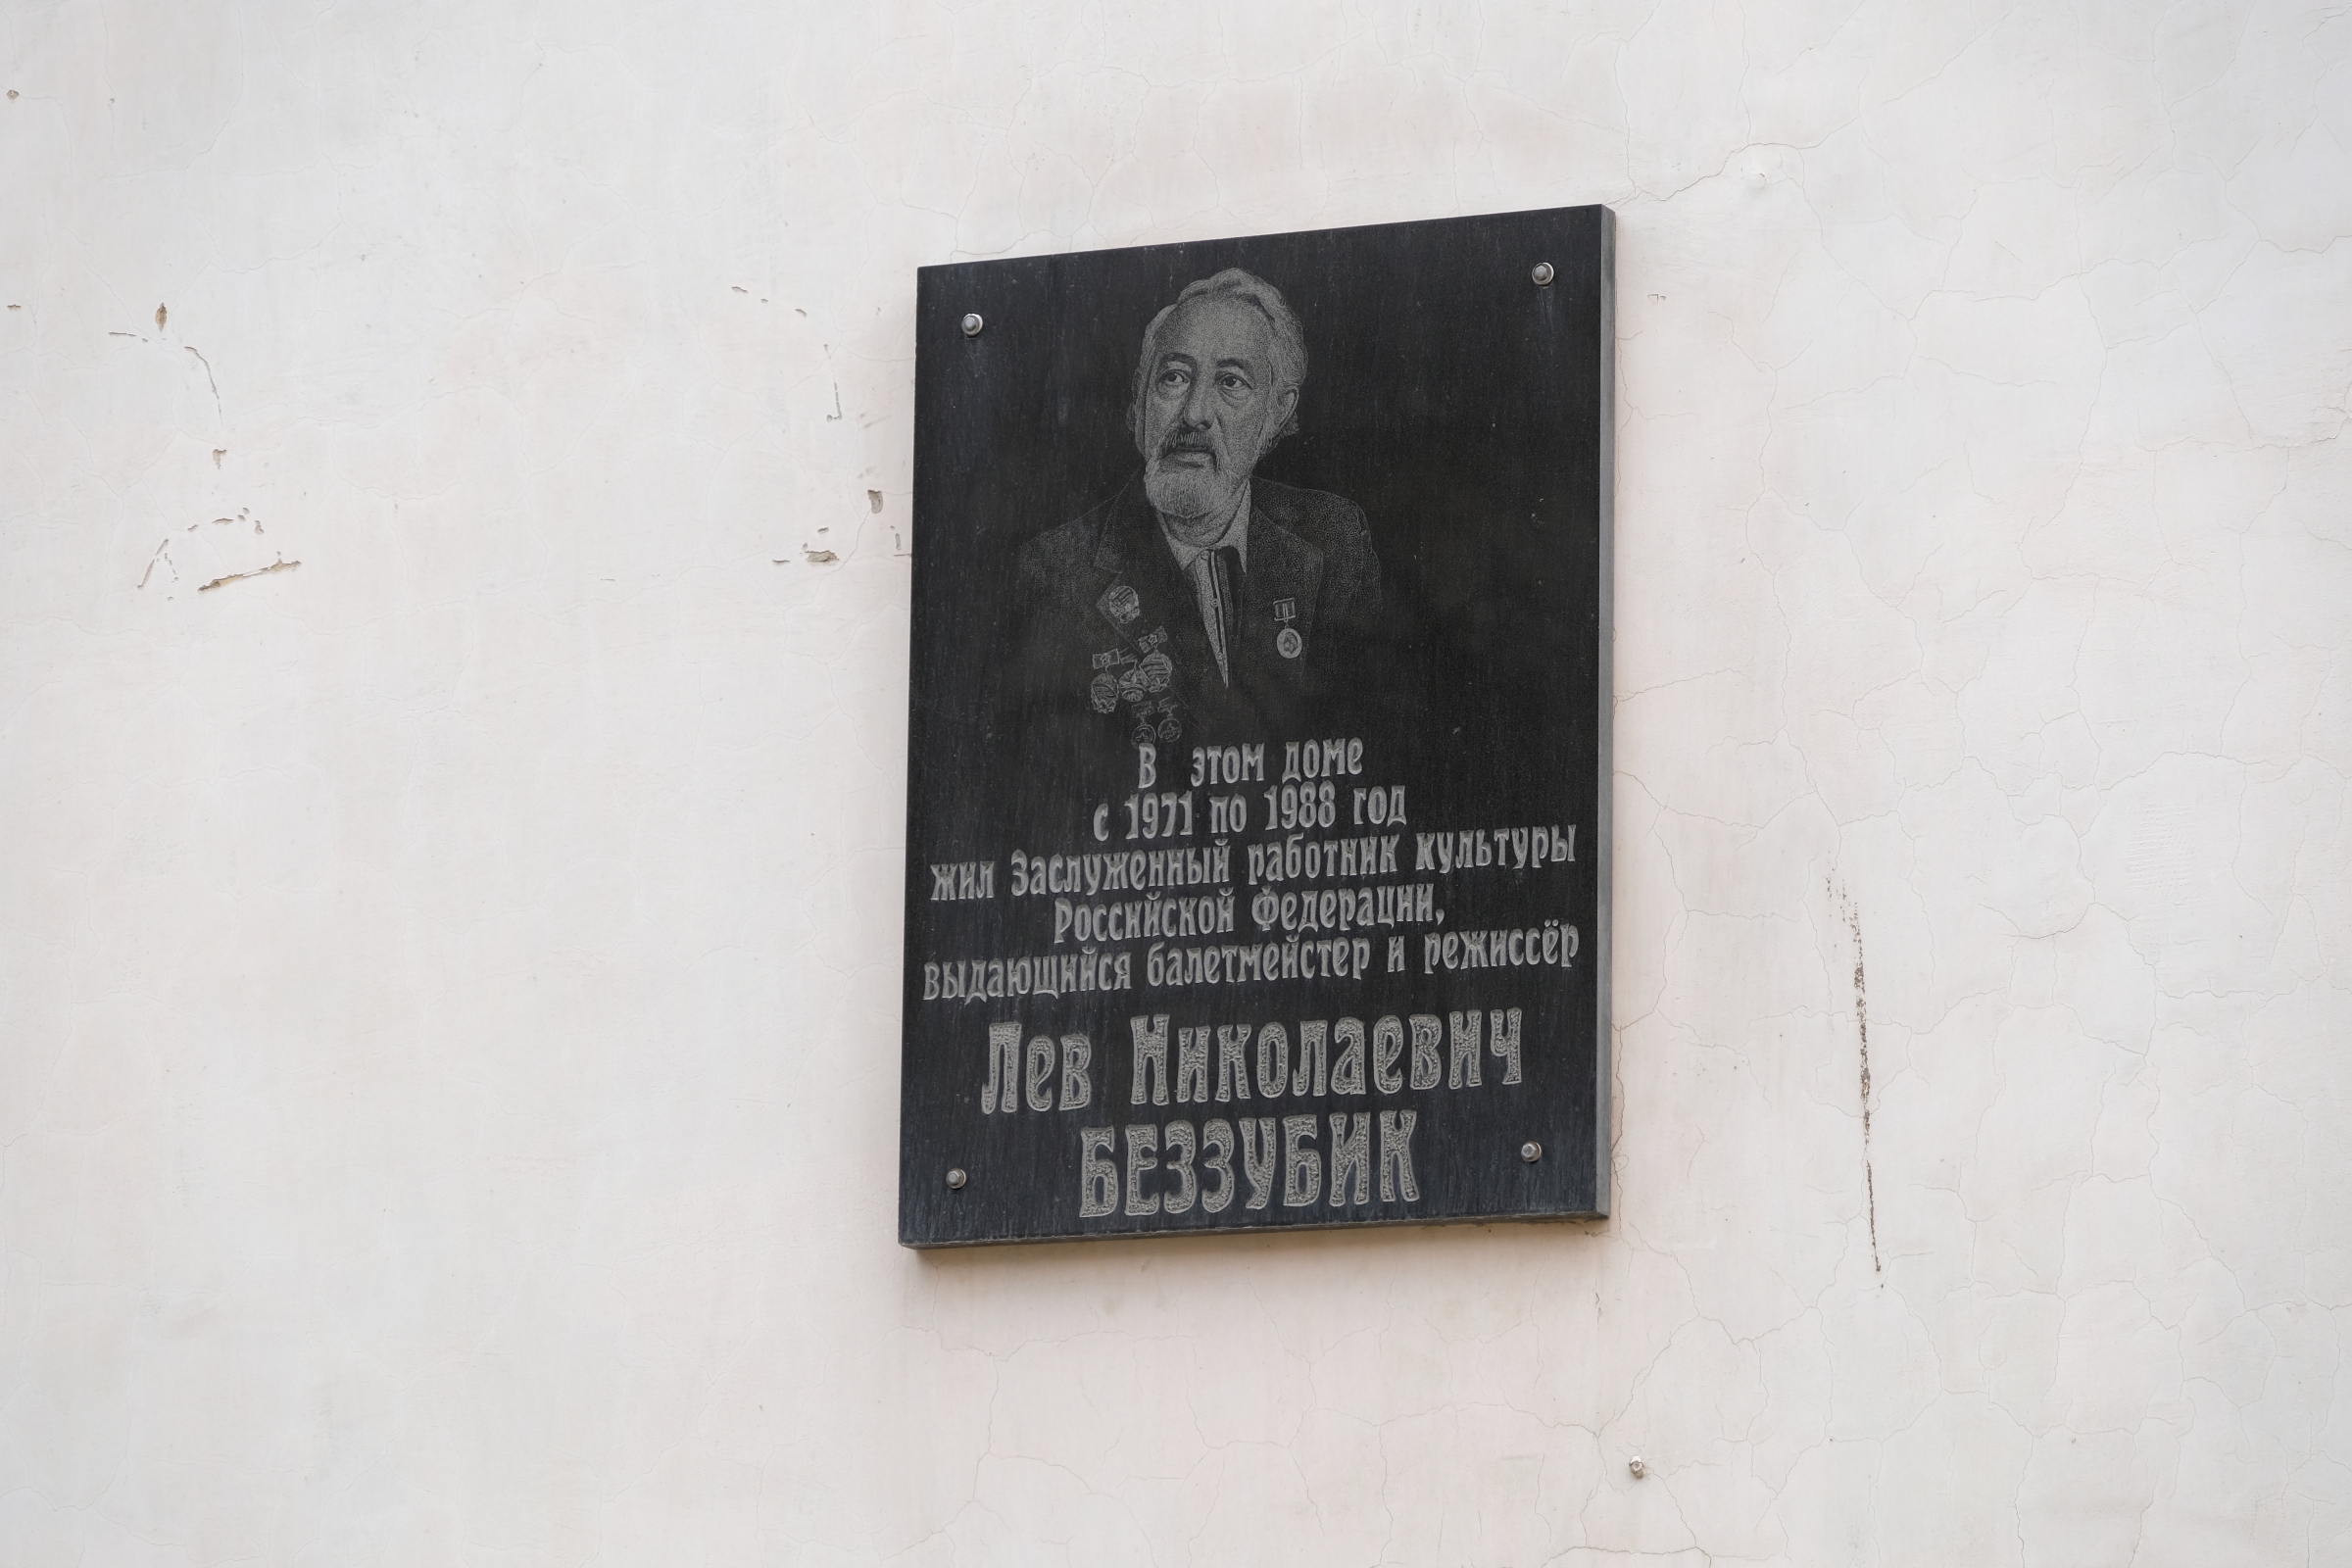 В этом доме
с 1971 по 1988 год
жил Заслуженный работник культуры
Российской Федерации,
выдающийся балетмейстер и режиссёр
Лев Николаевич
БЕЗЗУБИК